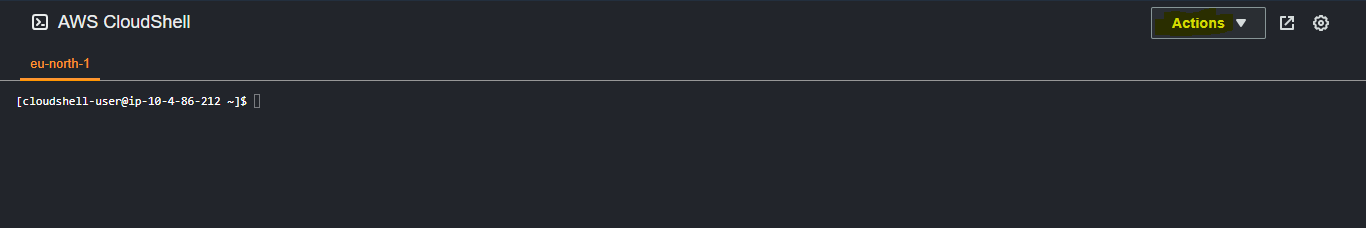 AWS CloudShell
Actions
eu-north-1
[cloudshell-user@ip-10-4-86-212 ~]$